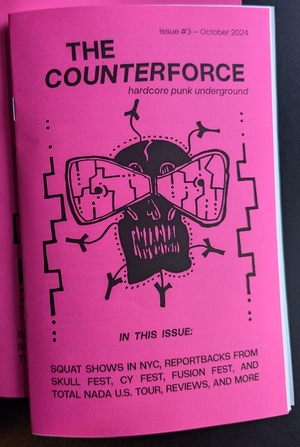 Issue #3 – October 2024
THE
COUNTERFORCE
hardcore punk underground
IN THIS ISSUE:
SQUAT SHOWS IN NYC, REPORTBACKS FROM
SKULL FEST, CY FEST, FUSION FEST, AND
TOTAL NADA U.S. TOUR, REVIEWS, AND MORE